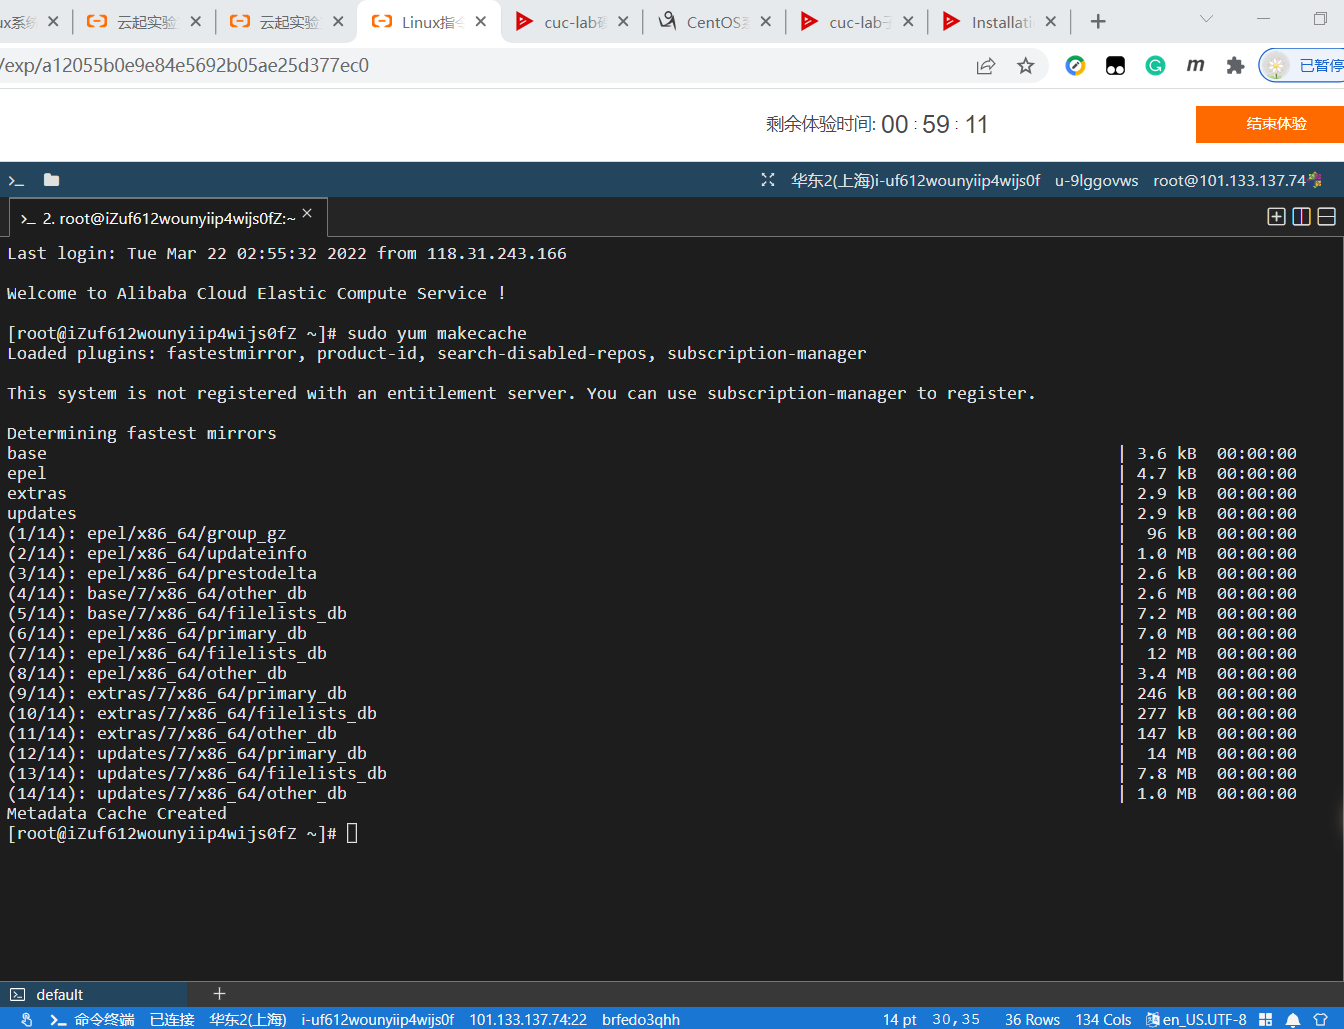 云起实验 云起实验 Linux指令 cuc-lab CentOS cuc-lab Installati
/exp/a12055b0e9e84e5692b05ae25d377ec0 已暂停
剩余体验时间: 00 : 59 : 11 结束体验
华东2(上海)i-uf612wounyiip4wijs0f u-9lggovws root@101.133.137.74
2. root@iZuf612wounyiip4wijs0fZ:~
Last login: Tue Mar 22 02:55:32 2022 from 118.31.243.166
Welcome to Alibaba Cloud Elastic Compute Service !
[root@iZuf612wounyiip4wijs0fZ ~]# sudo yum makecache
Loaded plugins: fastestmirror, product-id, search-disabled-repos, subscription-manager
This system is not registered with an entitlement server. You can use subscription-manager to register.
Determining fastest mirrors
base | 3.6 kB 00:00:00
epel | 4.7 kB 00:00:00
extras | 2.9 kB 00:00:00
updates | 2.9 kB 00:00:00
(1/14): epel/x86_64/group_gz | 96 kB 00:00:00
(2/14): epel/x86_64/updateinfo | 1.0 MB 00:00:00
(3/14): epel/x86_64/prestodelta | 2.6 kB 00:00:00
(4/14): base/7/x86_64/other_db | 2.6 MB 00:00:00
(5/14): base/7/x86_64/filelists_db | 7.2 MB 00:00:00
(6/14): epel/x86_64/primary_db | 7.0 MB 00:00:00
(7/14): epel/x86_64/filelists_db | 12 MB 00:00:00
(8/14): epel/x86_64/other_db | 3.4 MB 00:00:00
(9/14): extras/7/x86_64/primary_db | 246 kB 00:00:00
(10/14): extras/7/x86_64/filelists_db | 277 kB 00:00:00
(11/14): extras/7/x86_64/other_db | 147 kB 00:00:00
(12/14): updates/7/x86_64/primary_db | 14 MB 00:00:00
(13/14): updates/7/x86_64/filelists_db | 7.8 MB 00:00:00
(14/14): updates/7/x86_64/other_db | 1.0 MB 00:00:00
Metadata Cache Created
[root@iZuf612wounyiip4wijs0fZ ~]#
default
命令终端 已连接 华东2(上海) i-uf612wounyiip4wijs0f 101.133.137.74:22 brfedo3qhh 14 pt 30,35 36 Rows 134 Cols en_US.UTF-8